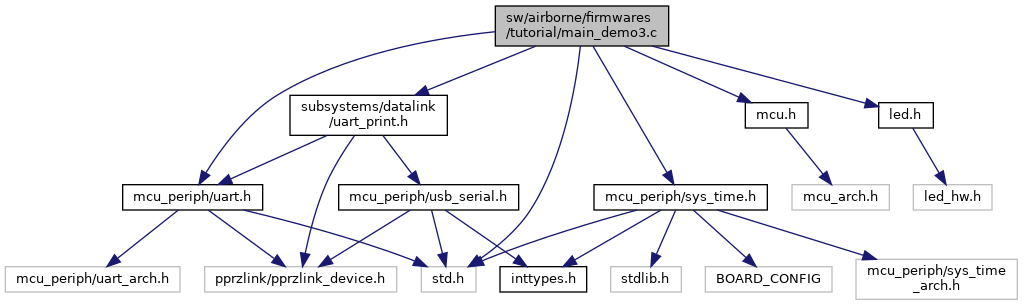 sw/airborne/firmwares
/tutorial/main_demo3.c
subsystems/datalink
/uart_print.h
mcu.h
led.h
mcu_periph/uart.h
mcu_periph/usb_serial.h
mcu_periph/sys_time.h
mcu_arch.h
led_hw.h
mcu_periph/uart_arch.h
pprzlink/pprzlink_device.h
std.h
inttypes.h
stdlib.h
BOARD_CONFIG
mcu_periph/sys_time
_arch.h